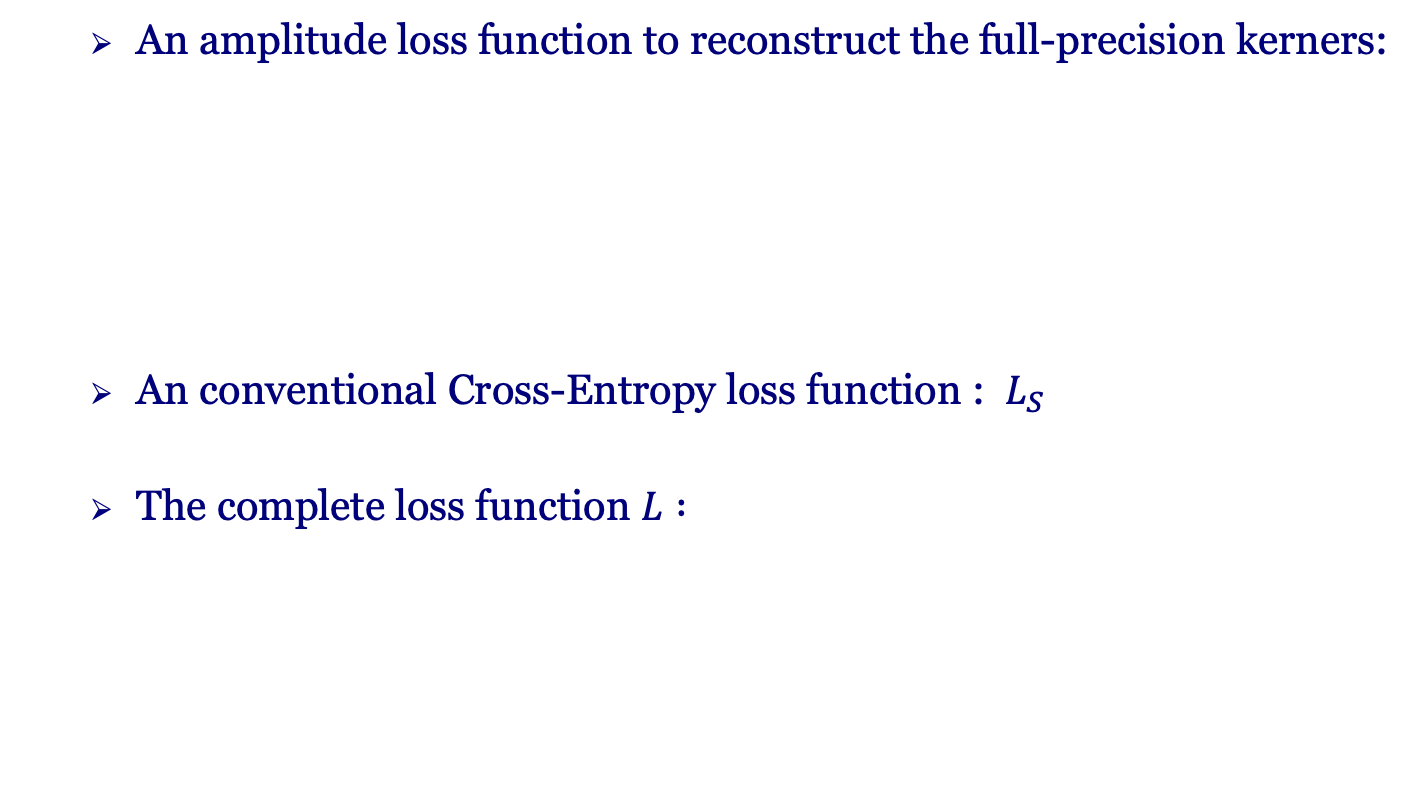 ➢ An amplitude loss function to reconstruct the full-precision kerners:
➢ An conventional Cross-Entropy loss function : L_S
➢ The complete loss function L :